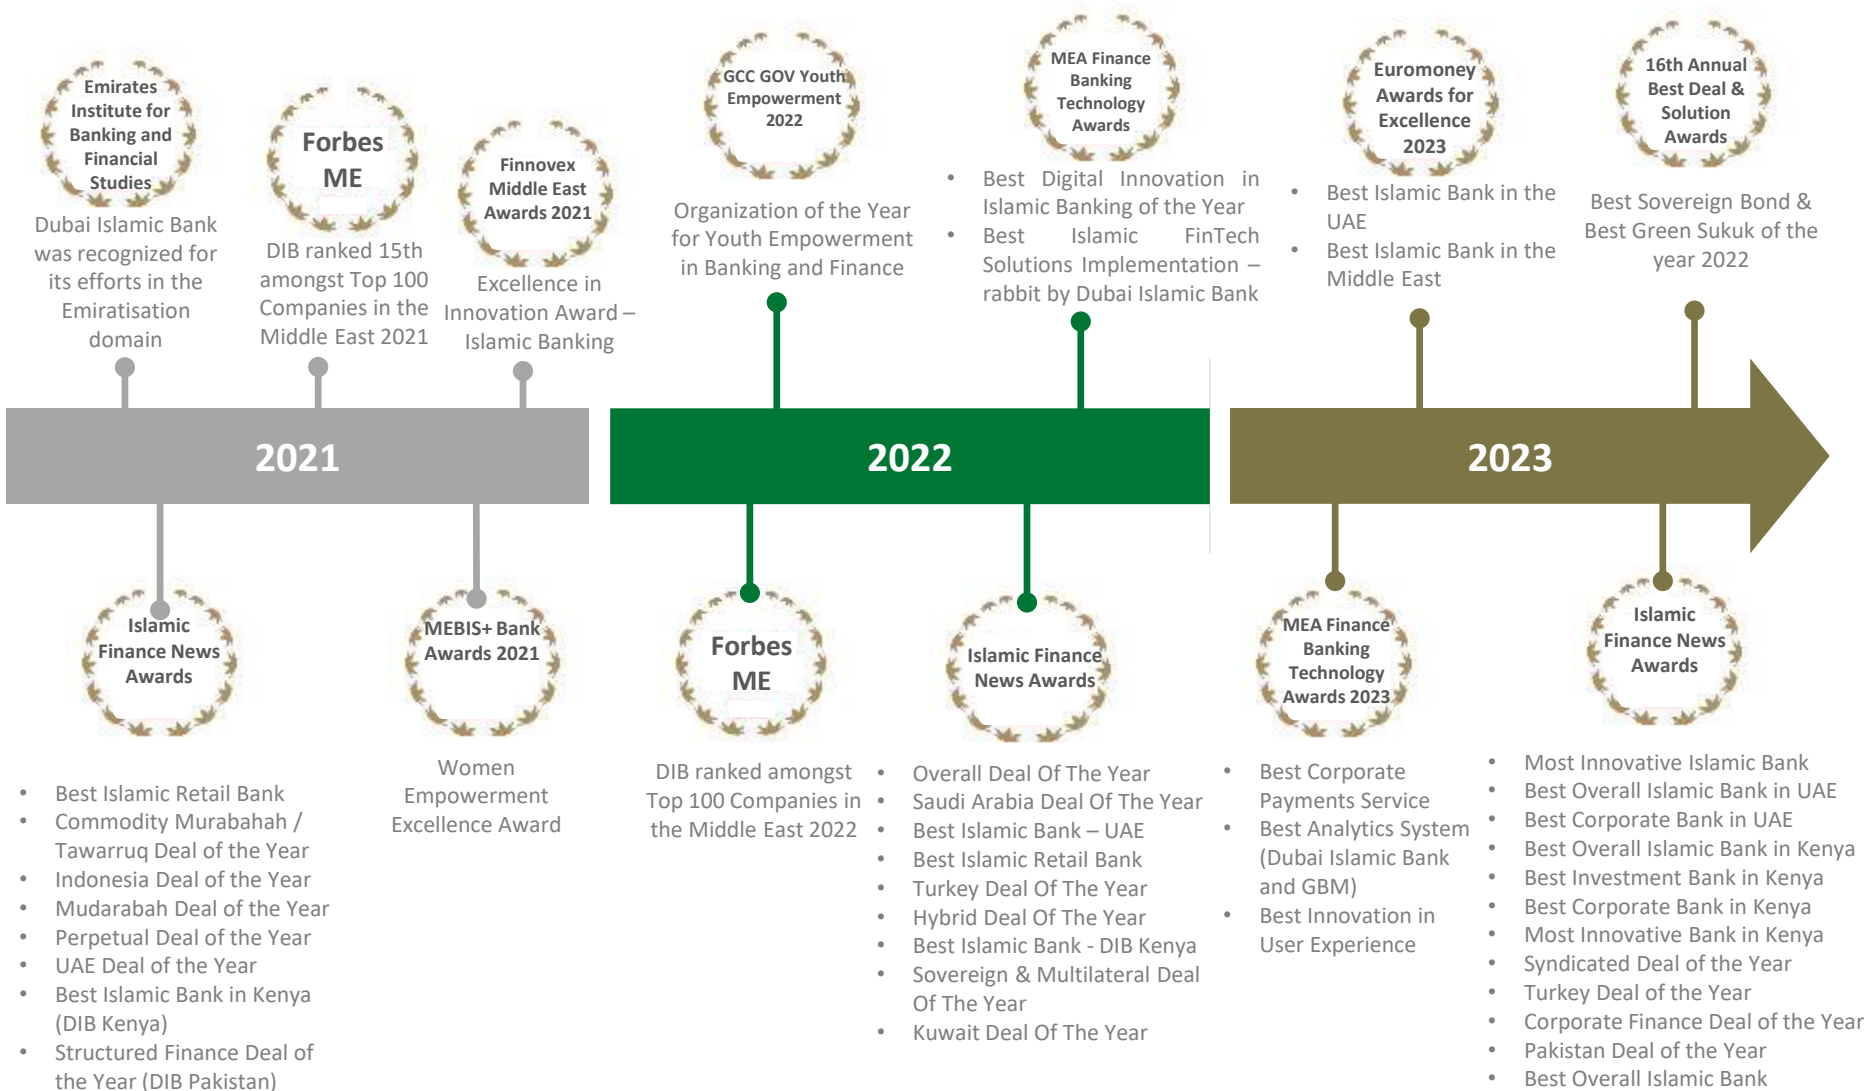 Emirates
Institute for
Banking and
Financial
Studies
Dubai Islamic Bank
was recognized for
its efforts in the
Emiratisation
domain
Forbes
ME
DIB ranked 15th
amongst Top 100
Companies in the
Middle East 2021
Finnovex
Middle East
Awards 2021
Excellence in
Innovation Award –
Islamic Banking
GCC GOV Youth
Empowerment
2022
Organization of the Year
for Youth Empowerment
in Banking and Finance
MEA Finance
Banking
Technology
Awards
• Best Digital Innovation in
Islamic Banking of the Year
• Best Islamic FinTech
Solutions Implementation –
rabbit by Dubai Islamic Bank
Euromoney
Awards for
Excellence
2023
• Best Islamic Bank in the
UAE
• Best Islamic Bank in the
Middle East
16th Annual
Best Deal &
Solution
Awards
Best Sovereign Bond &
Best Green Sukuk of the
year 2022
2021
2022
2023
Islamic
Finance News
Awards
• Best Islamic Retail Bank
• Commodity Murabahah /
Tawarruq Deal of the Year
• Indonesia Deal of the Year
• Mudarabah Deal of the Year
• Perpetual Deal of the Year
• UAE Deal of the Year
• Best Islamic Bank in Kenya
(DIB Kenya)
• Structured Finance Deal of
the Year (DIB Pakistan)
MEBIS+ Bank
Awards 2021
Women
Empowerment
Excellence Award
Forbes
ME
DIB ranked amongst
Top 100 Companies in
the Middle East 2022
Islamic Finance
News Awards
• Overall Deal Of The Year
• Saudi Arabia Deal Of The Year
• Best Islamic Bank – UAE
• Best Islamic Retail Bank
• Turkey Deal Of The Year
• Hybrid Deal Of The Year
• Best Islamic Bank - DIB Kenya
• Sovereign & Multilateral Deal
Of The Year
• Kuwait Deal Of The Year
MEA Finance
Banking
Technology
Awards 2023
• Best Corporate
Payments Service
• Best Analytics System
(Dubai Islamic Bank
and GBM)
• Best Innovation in
User Experience
Islamic
Finance News
Awards
• Most Innovative Islamic Bank
• Best Overall Islamic Bank in UAE
• Best Corporate Bank in UAE
• Best Overall Islamic Bank in Kenya
• Best Investment Bank in Kenya
• Best Corporate Bank in Kenya
• Most Innovative Bank in Kenya
• Syndicated Deal of the Year
• Turkey Deal of the Year
• Corporate Finance Deal of the Year
• Pakistan Deal of the Year
• Best Overall Islamic Bank